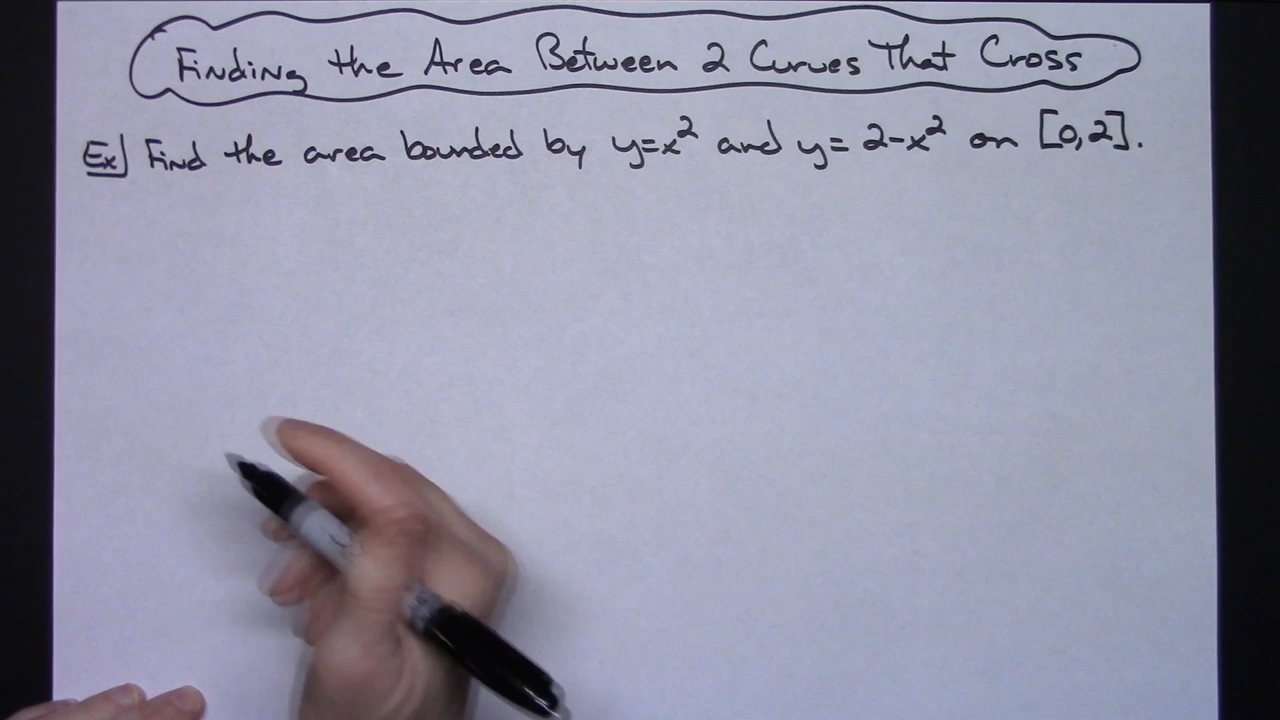 Finding the Area Between 2 Curves That Cross
Ex] Find the area bounded by y=x² and y=2-x² on [0,2].